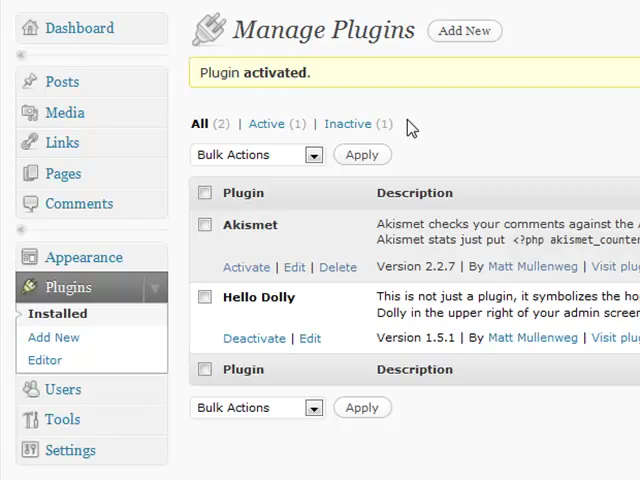 Dashboard
Manage Plugins
Add New
Plugin activated.
Posts
Media
Links
Pages
Comments
Appearance
Plugins
Installed
Add New
Editor
Users
Tools
Settings
All (2) | Active (1) | Inactive (1)
Bulk Actions Apply
Plugin Description
Akismet Akismet checks your comments against the
Akismet stats just put <?php akismet_counte
Activate | Edit | Delete Version 2.2.7 | By Matt Mullenweg | Visit plu
Hello Dolly This is not just a plugin, it symbolizes the ho
Dolly in the upper right of your admin screen
Deactivate | Edit Version 1.5.1 | By Matt Mullenweg | Visit plu
Plugin Description
Bulk Actions Apply